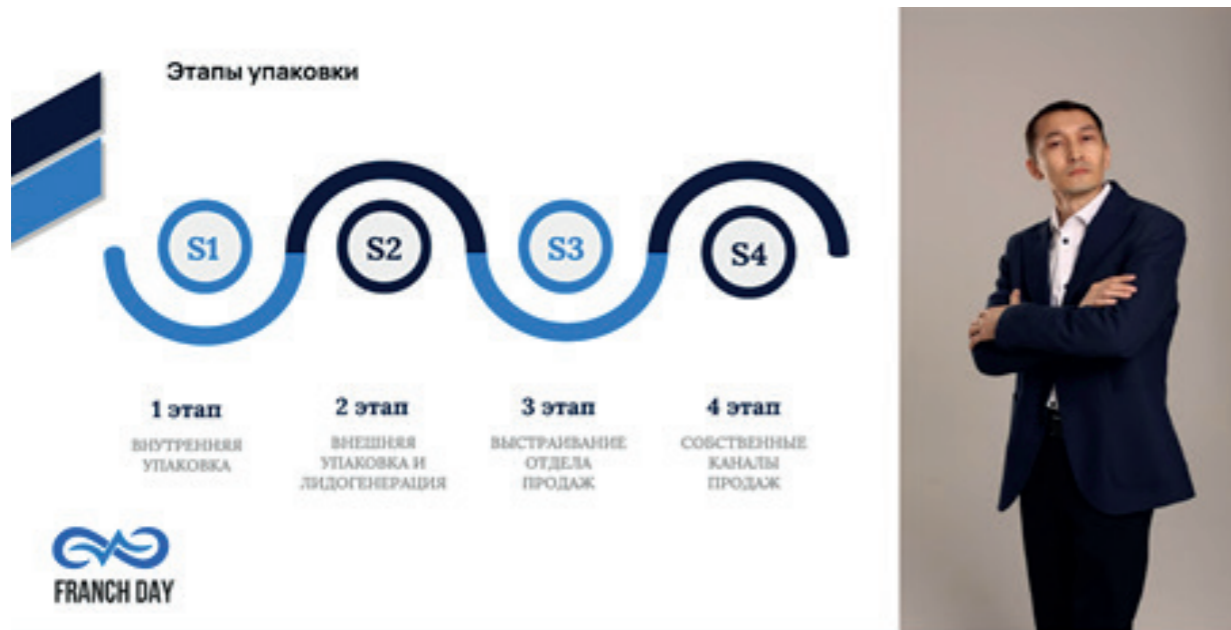 Этапы упаковки
S1
S2
S3
S4
1 этап
ВНУТРЕННЯЯ
УПАКОВКА
2 этап
ВНЕШНЯЯ
УПАКОВКА И
ЛИДОГЕНЕРАЦИЯ
3 этап
ВЫСТРАИВАНИЕ
ОТДЕЛА
ПРОДАЖ
4 этап
СОБСТВЕННЫЕ
КАНАЛЫ
ПРОДАЖ
FRANCH DAY